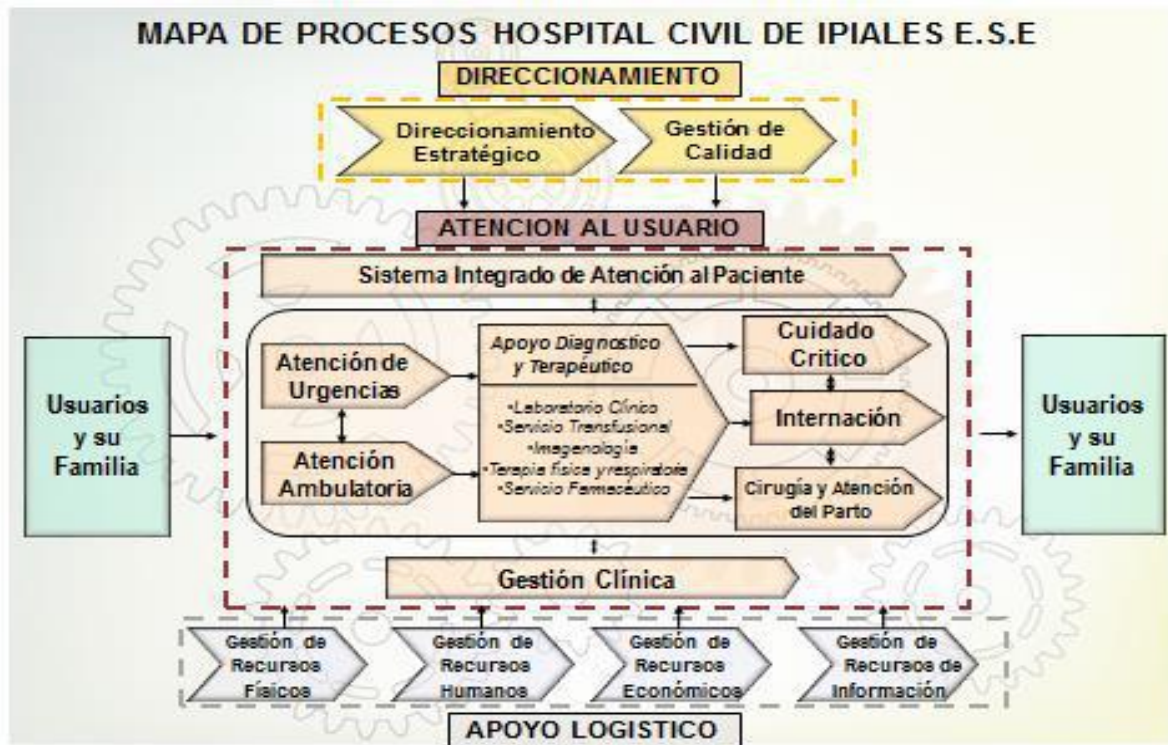 MAPA DE PROCESOS HOSPITAL CIVIL DE IPIALES E.S.E
DIRECCIONAMIENTO
Direccionamiento
Estratégico
Gestión de
Calidad
ATENCION AL USUARIO
Sistema Integrado de Atención al Paciente
Usuarios
y su
Familia
Atención de
Urgencias
Atención
Ambulatoria
Apoyo Diagnostico
y Terapéutico
•Laboratorio Clínico
•Servicio Transfusional
•Imagenología
•Terapia física y respiratoria
•Servicio Farmacéutico
Cuidado
Critico
Internación
Cirugía y Atención
del Parto
Usuarios
y su
Familia
Gestión Clínica
Gestión de
Recursos
Físicos
Gestión de
Recursos
Humanos
Gestión de
Recursos
Económicos
Gestión de
Recursos de
Información
APOYO LOGISTICO